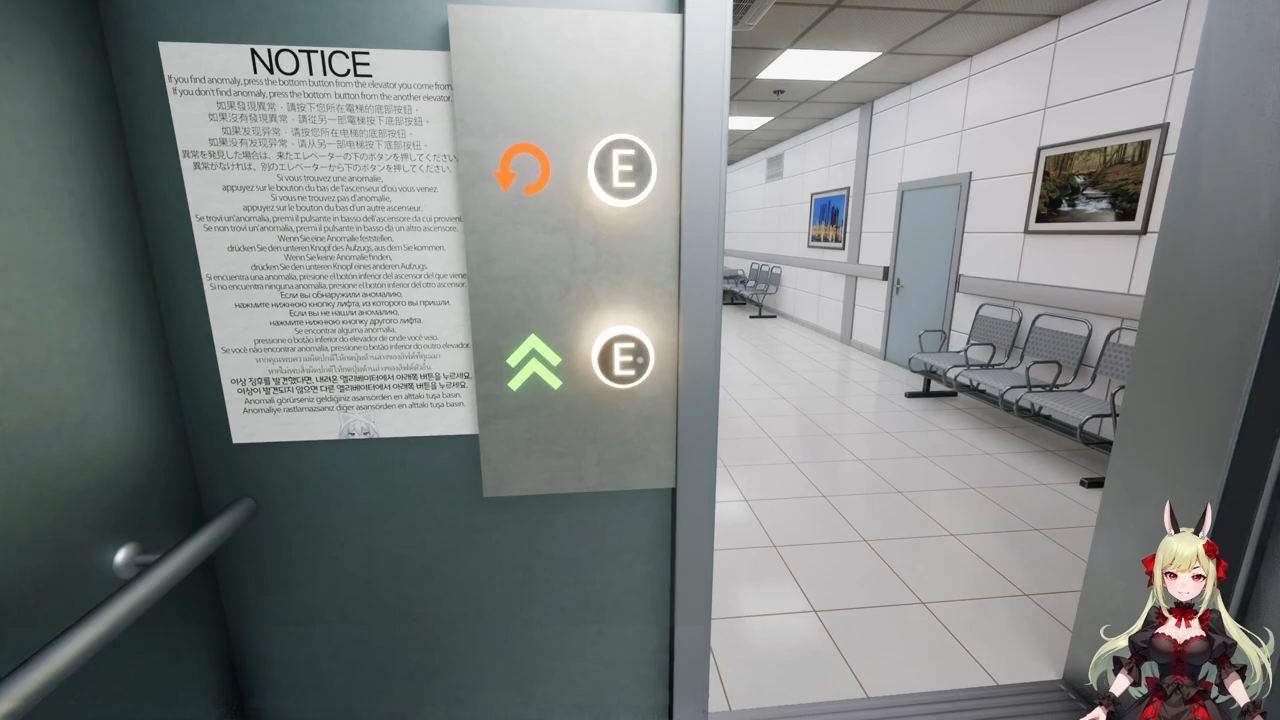 NOTICE
If you find anomaly, press the bottom button from the elevator you come from.
If you don't find anomaly, press the bottom button from the another elevator.
如果發現異常，請按下您所在電梯的底部按鈕。
如果沒有發現異常，請從另一部電梯按下底部按鈕。
如果发现异常，请按您所在电梯的底部按钮。
如果没有发现异常，请从另一部电梯按下底部按钮。
異常を発見した場合は、来たエレベーターの下のボタンを押してください。
異常がなければ、別のエレベーターから下のボタンを押してください。
Si vous trouvez une anomalie,
appuyez sur le bouton du bas de l'ascenseur d'où vous venez.
Si vous ne trouvez pas d'anomalie,
appuyez sur le bouton du bas d'un autre ascenseur.
Se trovi un'anomalia, premi il pulsante in basso dell'ascensore da cui provieni.
Se non trovi un'anomalia, premi il pulsante in basso da un altro ascensore.
Wenn Sie eine Anomalie feststellen,
drücken Sie den unteren Knopf des Aufzugs, aus dem Sie kommen.
Wenn Sie keine Anomalie finden,
drücken Sie den unteren Knopf eines anderen Aufzugs.
Si encuentra una anomalía, presione el botón inferior del ascensor del que viene.
Si no encuentra ninguna anomalía, presione el botón inferior del otro ascensor.
Если вы обнаружили аномалию,
нажмите нижнюю кнопку лифта, из которого вы пришли.
Если вы не нашли аномалию,
нажмите нижнюю кнопку другого лифта.
Se encontrar alguma anomalia,
pressione o botão inferior do elevador de onde você veio.
Se você não encontrar anomalia, pressione o botão inferior do outro elevador.
이상 징후를 발견했다면, 내려온 엘리베이터에서 아래쪽 버튼을 누르세요.
이상이 발견되지 않으면 다른 엘리베이터에서 아래쪽 버튼을 누르세요.
Anomali görürseniz geldiğiniz asansörden en alttaki tuşa basın.
Anomaliye rastlamazsanız diğer asansörden en alttaki tuşa basın.
E
E